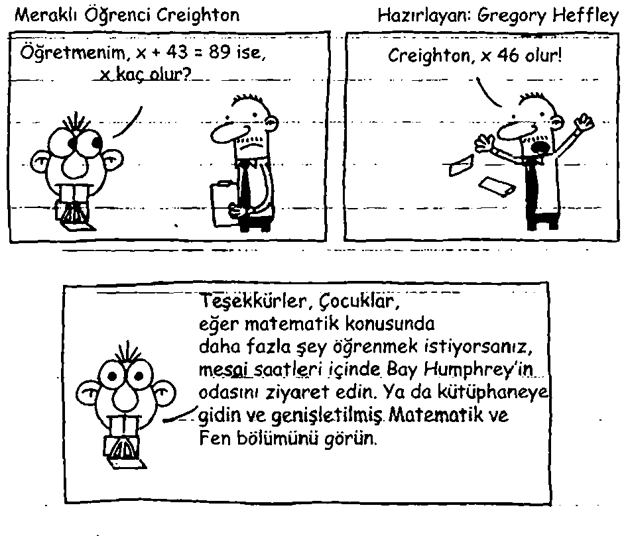 Meraklı Öğrenci Creighton
Hazırlayan: Gregory Heffley
Öğretmenim, x + 43 = 89 ise,
x kaç olur?
Creighton, x 46 olur!
Teşekkürler, Çocuklar,
eğer matematik konusunda
daha fazla şey öğrenmek istiyorsanız,
mesai saatleri içinde Bay Humphrey'in
odasını ziyaret edin. Ya da kütüphaneye
gidin ve genişletilmiş Matematik ve
Fen bölümünü görün.